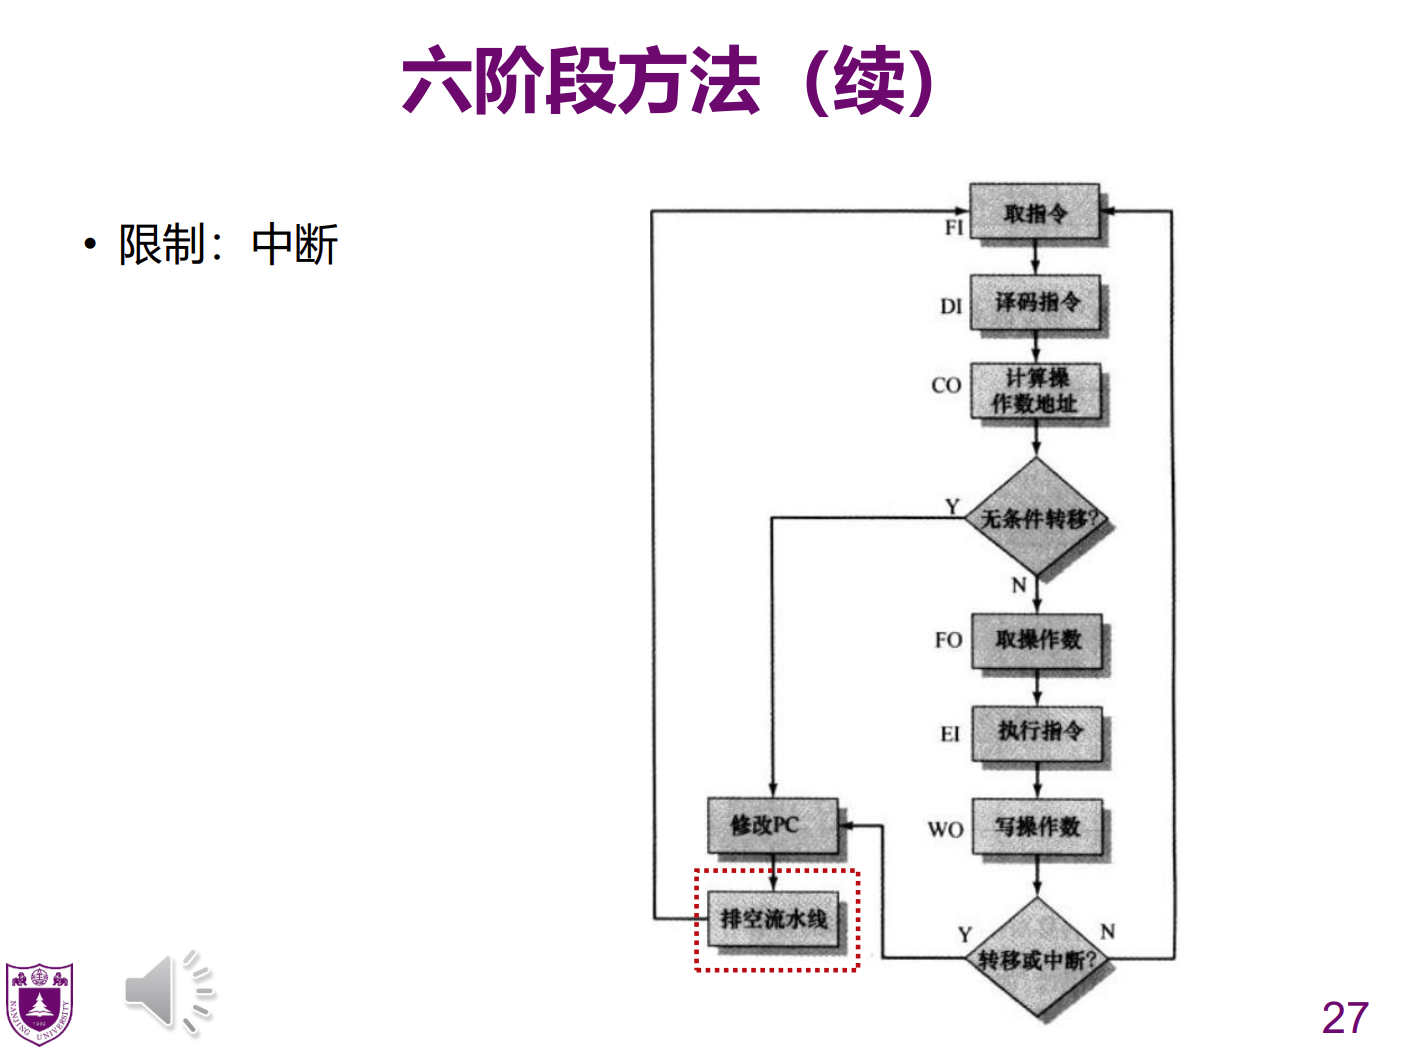 六阶段方法（续）
• 限制：中断
取指令
FI
译码指令
DI
计算操
作数地址
CO
无条件转移?
Y
N
取操作数
FO
执行指令
EI
写操作数
WO
修改PC
排空流水线
转移或中断?
Y
N
NANJING UNIVERSITY
1902
27